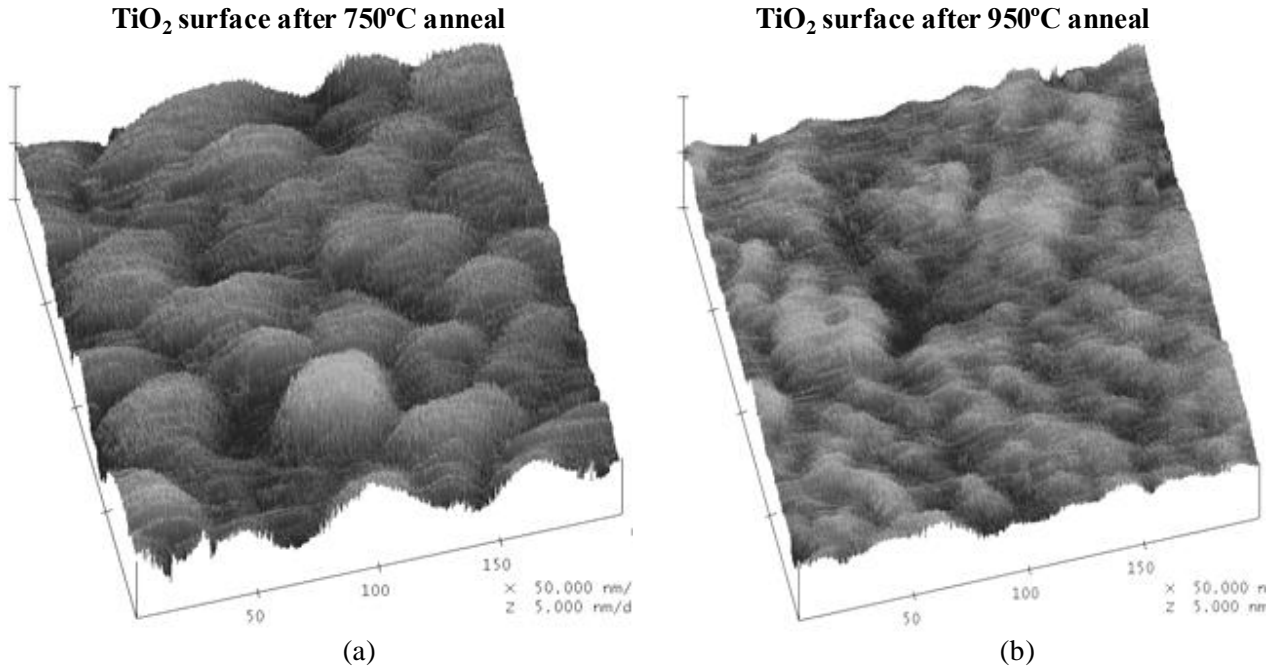 TiO₂ surface after 750ºC anneal
TiO₂ surface after 950ºC anneal
50
100
150
X 50.000 nm/
Z 5.000 nm/d
50
100
150
X 50.000 n
Z 5.000 nm
(a)
(b)